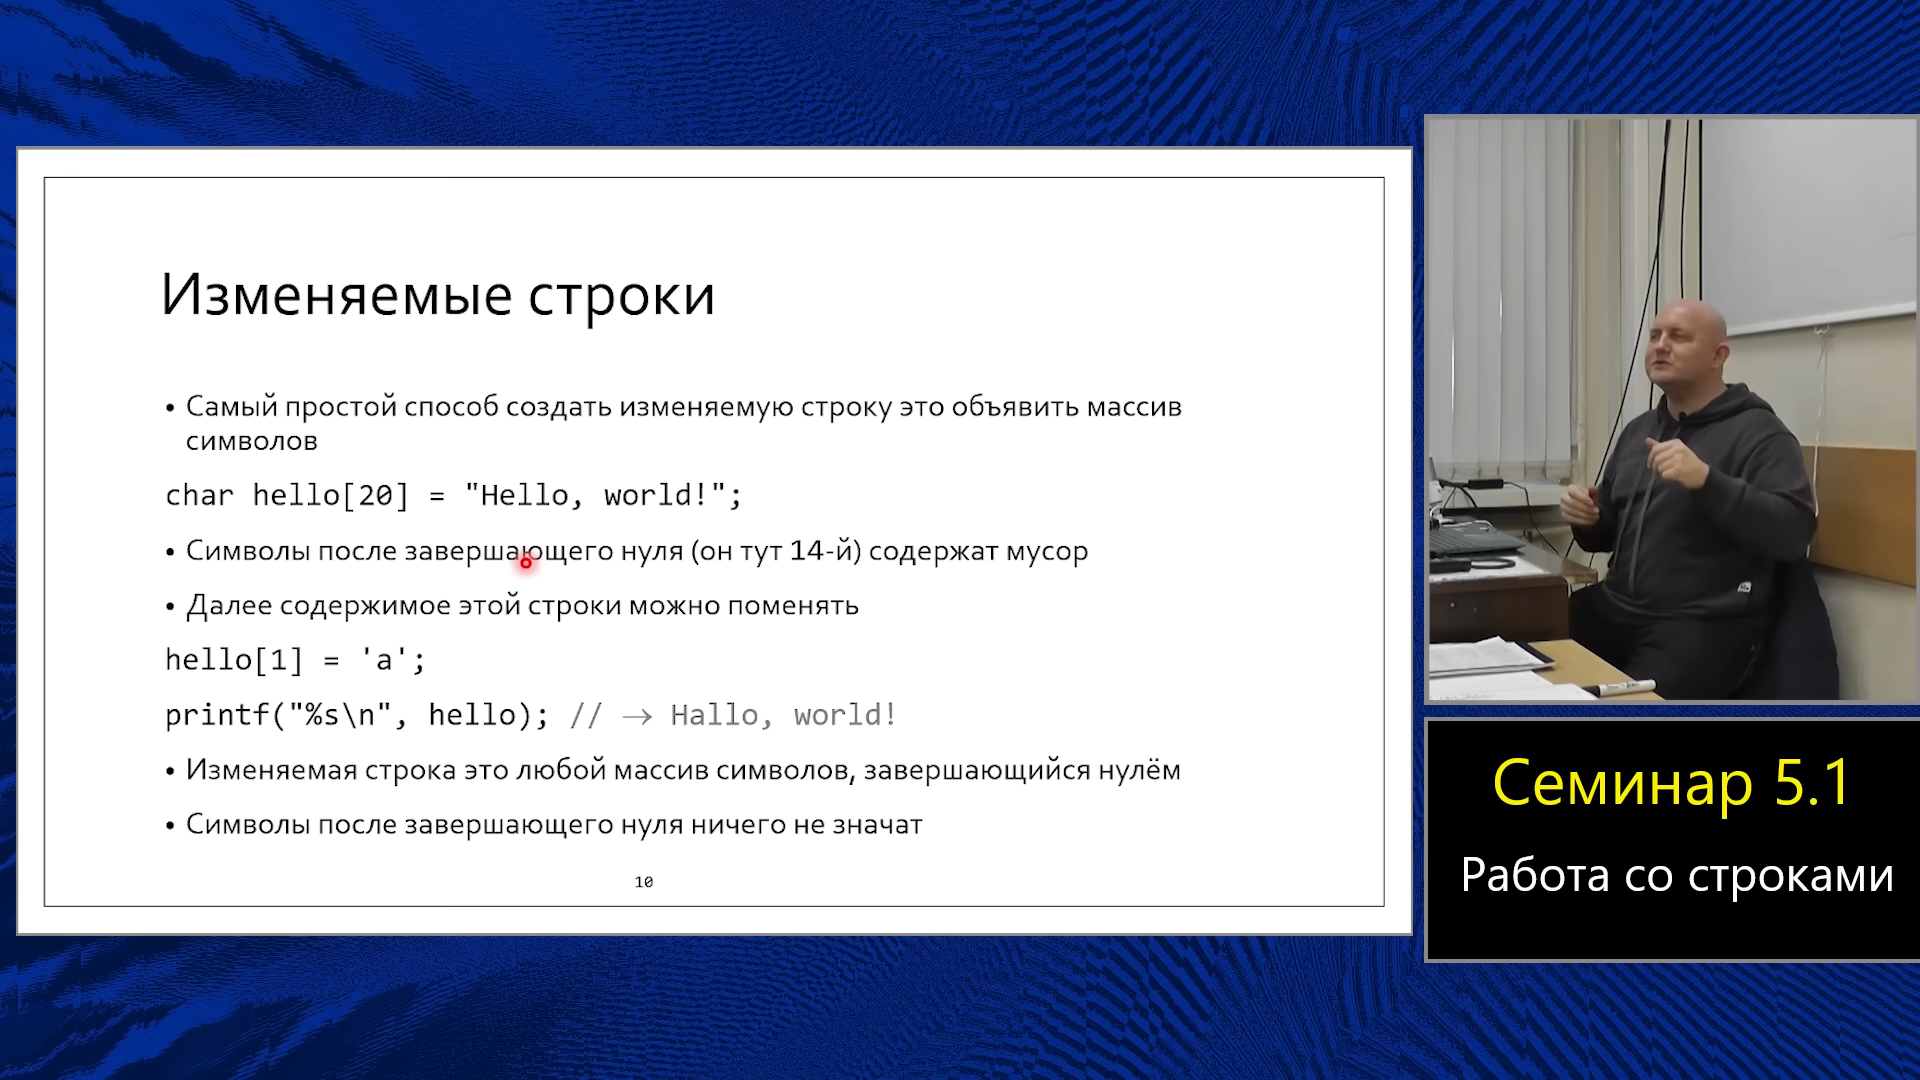 Изменяемые строки
• Самый простой способ создать изменяемую строку это объявить массив
символов
char hello[20] = "Hello, world!";
• Символы после завершающего нуля (он тут 14-й) содержат мусор
• Далее содержимое этой строки можно поменять
hello[1] = 'a';
printf("%s\n", hello); // → Hallo, world!
• Изменяемая строка это любой массив символов, завершающийся нулём
• Символы после завершающего нуля ничего не значат
10
Семинар 5.1
Работа со строками